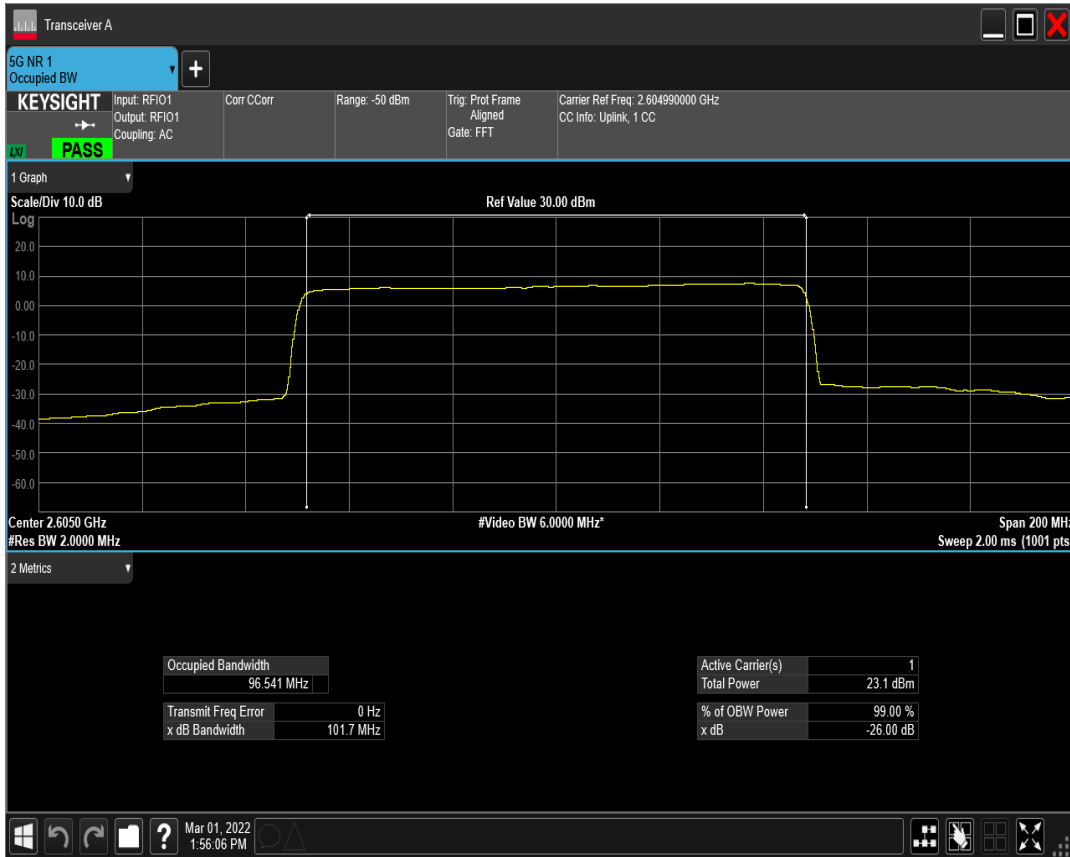 Transceiver A
5G NR 1
Occupied BW
+
KEYSIGHT
LXI
PASS
Input: RFIO1
Output: RFIO1
Coupling: AC
Corr CCorr
Range: -50 dBm
Trig: Prot Frame
Aligned
Gate: FFT
Carrier Ref Freq: 2.604990000 GHz
CC Info: Uplink, 1 CC
1 Graph
Scale/Div 10.0 dB
Ref Value 30.00 dBm
Log
20.0
10.0
0.00
-10.0
-20.0
-30.0
-40.0
-50.0
-60.0
Center 2.6050 GHz
#Video BW 6.0000 MHz*
Span 200 MHz
#Res BW 2.0000 MHz
Sweep 2.00 ms (1001 pts
2 Metrics
Occupied Bandwidth
96.541 MHz
Transmit Freq Error 0 Hz
x dB Bandwidth 101.7 MHz
Active Carrier(s) 1
Total Power 23.1 dBm
% of OBW Power 99.00 %
x dB -26.00 dB
?
Mar 01, 2022
1:56:06 PM